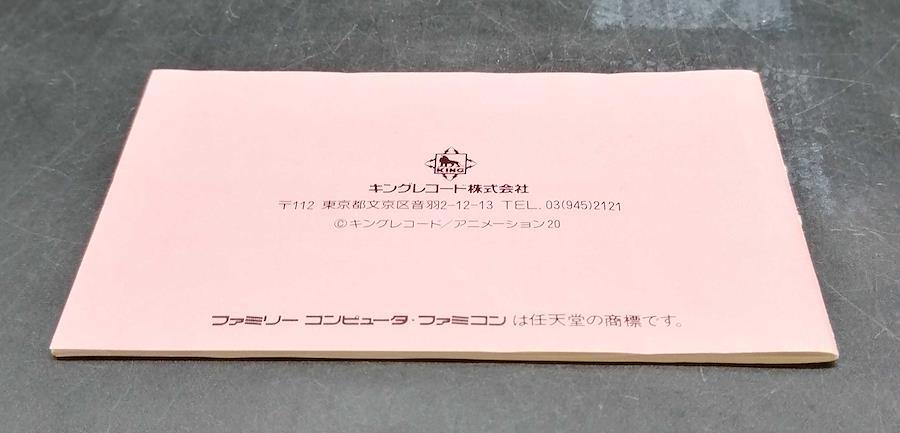 KING
キングレコード株式会社
〒112 東京都文京区音羽2-12-13 TEL. 03(945)2121
©キングレコード/アニメーション20
ファミリー コンピュータ・ファミコン は任天堂の商標です。